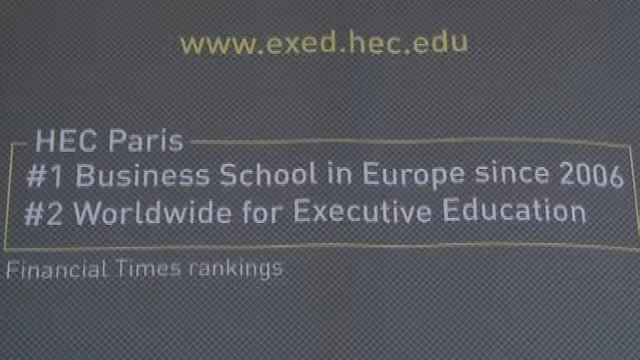 www.exed.hec.edu
HEC Paris
#1 Business School in Europe since 2006
#2 Worldwide for Executive Education
Financial Times rankings